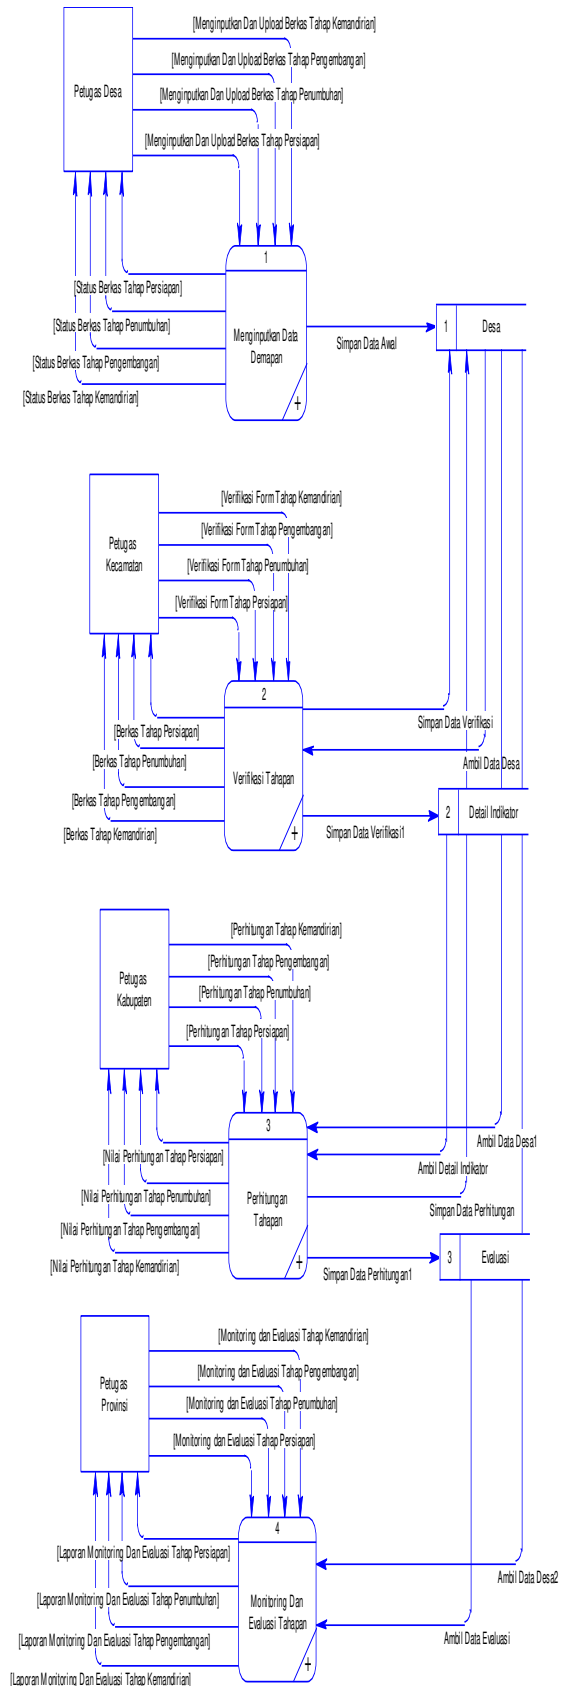 [Menginputkan Dan Upload Berkas Tahap Kemandirian]
[Menginputkan Dan Upload Berkas Tahap Pengembangan]
Petugas Desa
[Menginputkan Dan Upload Berkas Tahap Penumbuhan]
[Menginputkan Dan Upload Berkas Tahap Persiapan]
1
[Status Berkas Tahap Persiapan]
[Status Berkas Tahap Penumbuhan]
[Status Berkas Tahap Pengembangan]
[Status Berkas Tahap Kemandirian]
Menginputkan Data
Demapan
+
Simpan Data Awal
1
Desa
[Verifikasi Form Tahap Kemandirian]
[Verifikasi Form Tahap Pengembangan]
Petugas
Kecamatan
[Verifikasi Form Tahap Penumbuhan]
[Verifikasi Form Tahap Persiapan]
2
Simpan Data Verifikasi
[Berkas Tahap Persiapan]
[Berkas Tahap Penumbuhan]
[Berkas Tahap Pengembangan]
[Berkas Tahap Kemandirian]
Verifikasi Tahapan
+
Ambil Data Desa
Simpan Data Verifikasi1
2
Detail Indikator
[Perhitungan Tahap Kemandirian]
[Perhitungan Tahap Pengembangan]
Petugas
Kabupaten
[Perhitungan Tahap Penumbuhan]
[Perhitungan Tahap Persiapan]
3
Ambil Data Desa1
[Nilai Perhitungan Tahap Persiapan]
Ambil Detail Indikator
[Nilai Perhitungan Tahap Penumbuhan]
Perhitungan
Tahapan
+
Simpan Data Perhitungan
[Nilai Perhitungan Tahap Pengembangan]
[Nilai Perhitungan Tahap Kemandirian]
Simpan Data Perhitungan1
3
Evaluasi
[Monitoring dan Evaluasi Tahap Kemandirian]
[Monitoring dan Evaluasi Tahap Pengembangan]
Petugas
Provinsi
[Monitoring dan Evaluasi Tahap Penumbuhan]
[Monitoring dan Evaluasi Tahap Persiapan]
4
[Laporan Monitoring Dan Evaluasi Tahap Persiapan]
Ambil Data Desa2
[Laporan Monitoring Dan Evaluasi Tahap Penumbuhan]
Monitoring Dan
Evaluasi Tahapan
+
[Laporan Monitoring Dan Evaluasi Tahap Pengembangan]
Ambil Data Evaluasi
[Laporan Monitoring Dan Evaluasi Tahap Kemandirian]